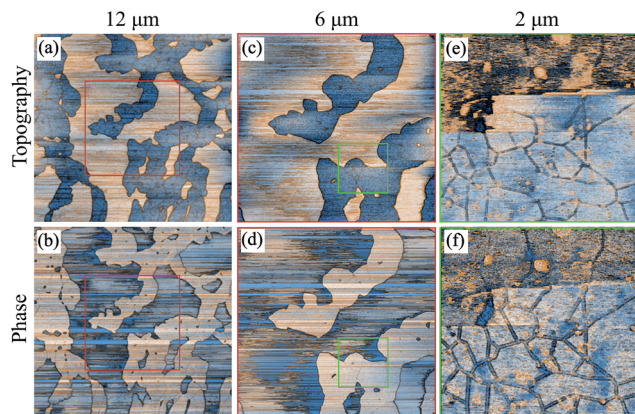 12 μm 6 μm 2 μm
Topography
(a) (c) (e)
Phase
(b) (d) (f)